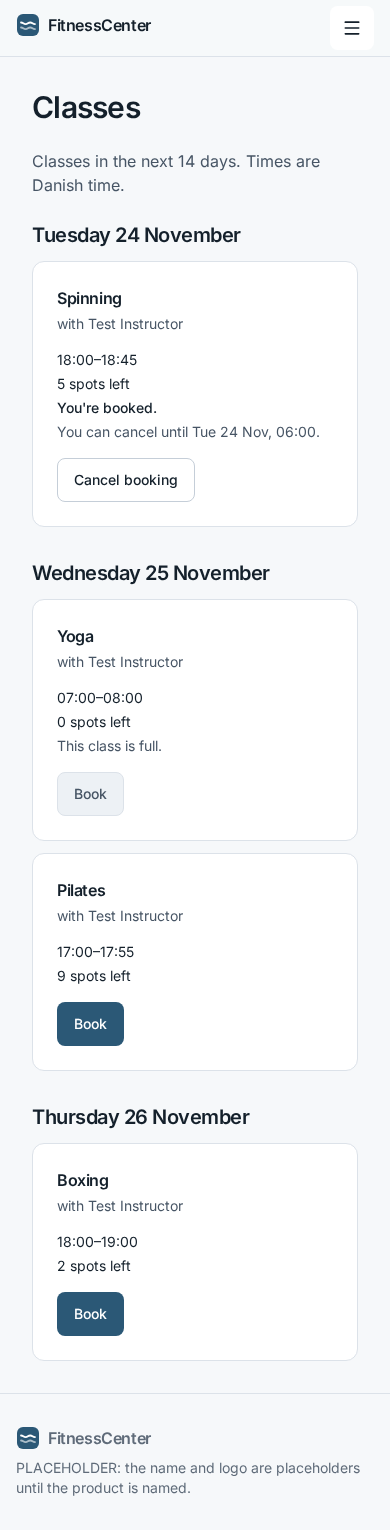 FitnessCenter
Classes
Classes in the next 14 days. Times are
Danish time.
Tuesday 24 November
Spinning
with Test Instructor
18:00–18:45
5 spots left
You're booked.
You can cancel until Tue 24 Nov, 06:00.
Cancel booking
Wednesday 25 November
Yoga
with Test Instructor
07:00–08:00
0 spots left
This class is full.
Book
Pilates
with Test Instructor
17:00–17:55
9 spots left
Book
Thursday 26 November
Boxing
with Test Instructor
18:00–19:00
2 spots left
Book
FitnessCenter
PLACEHOLDER: the name and logo are placeholders
until the product is named.